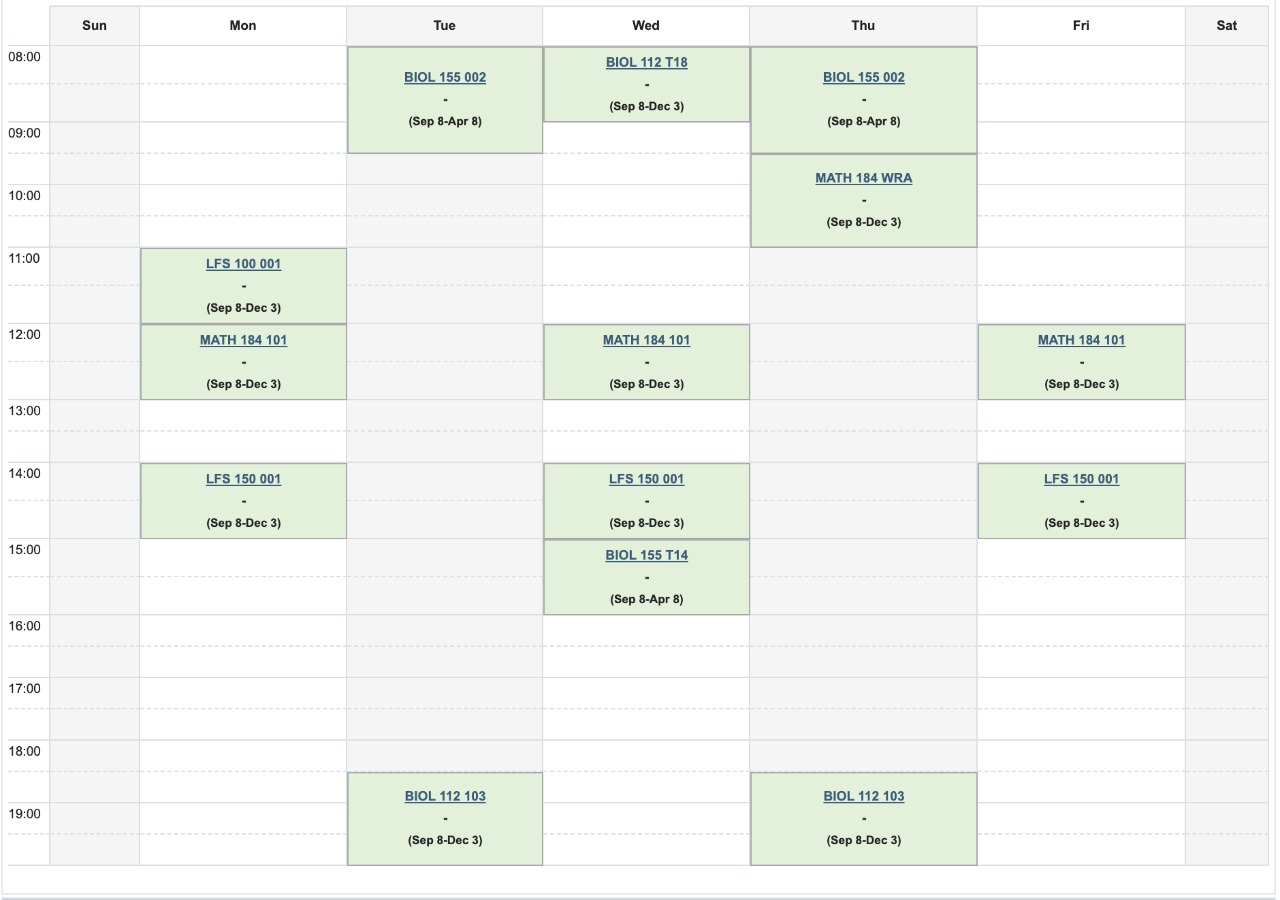 Sun Mon Tue Wed Thu Fri Sat
08:00
BIOL 155 002
-
(Sep 8-Apr 8)
BIOL 112 T18
-
(Sep 8-Dec 3)
BIOL 155 002
-
(Sep 8-Apr 8)
09:00
MATH 184 WRA
-
(Sep 8-Dec 3)
10:00
11:00
LFS 100 001
-
(Sep 8-Dec 3)
12:00
MATH 184 101
-
(Sep 8-Dec 3)
MATH 184 101
-
(Sep 8-Dec 3)
MATH 184 101
-
(Sep 8-Dec 3)
13:00
14:00
LFS 150 001
-
(Sep 8-Dec 3)
LFS 150 001
-
(Sep 8-Dec 3)
LFS 150 001
-
(Sep 8-Dec 3)
15:00
BIOL 155 T14
-
(Sep 8-Apr 8)
16:00
17:00
18:00
BIOL 112 103
-
(Sep 8-Dec 3)
BIOL 112 103
-
(Sep 8-Dec 3)
19:00